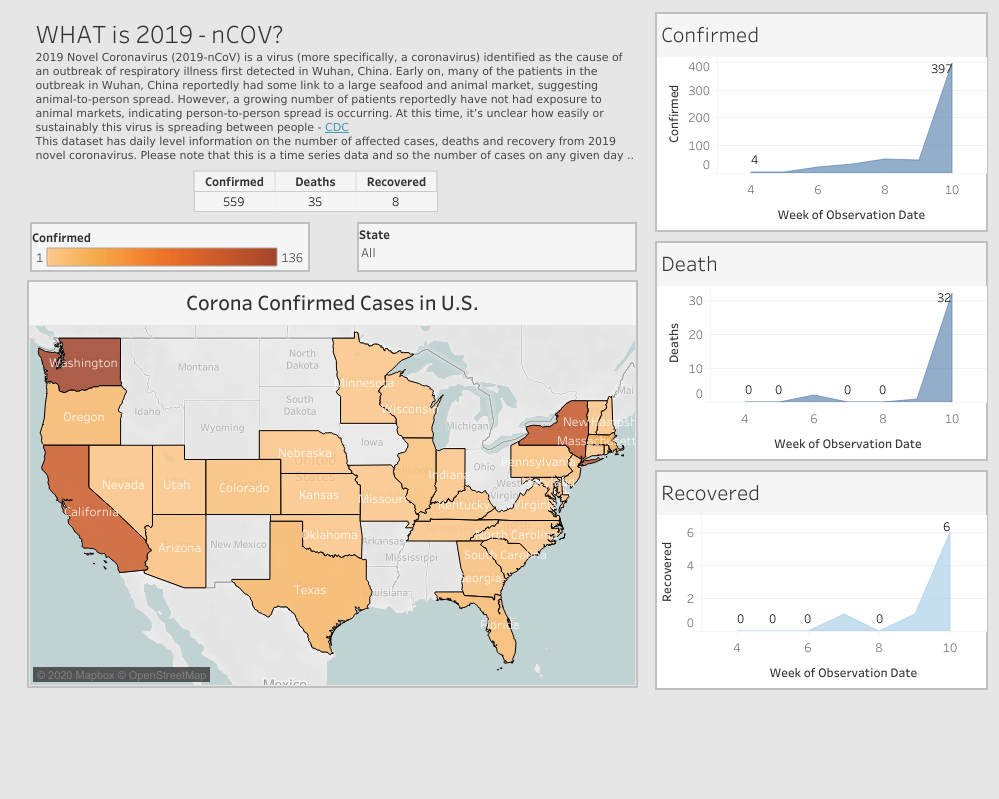 WHAT is 2019 - nCOV?
2019 Novel Coronavirus (2019-nCoV) is a virus (more specifically, a coronavirus) identified as the cause of
an outbreak of respiratory illness first detected in Wuhan, China. Early on, many of the patients in the
outbreak in Wuhan, China reportedly had some link to a large seafood and animal market, suggesting
animal-to-person spread. However, a growing number of patients reportedly have not had exposure to
animal markets, indicating person-to-person spread is occurring. At this time, it's unclear how easily or
sustainably this virus is spreading between people - CDC
This dataset has daily level information on the number of affected cases, deaths and recovery from 2019
novel coronavirus. Please note that this is a time series data and so the number of cases on any given day ..
Confirmed Deaths Recovered
559 35 8
Confirmed
1 136
State
All
Corona Confirmed Cases in U.S.
Washington
Montana
North
Dakota
Minnesota
Oregon
Idaho
South
Dakota
Wisconsin
Wyoming
Michigan
New Hampsh
Mai
Massachusett
Iowa
Nebraska
United
States
Ohio
Pennsylvani
Nevada
Utah
Colorado
Kansas
Missouri
Indiana
West
Virginia
Kentucky
Virginia
California
Arizona
New Mexico
Oklahoma
Arkansas
North Carolina
Mississippi
South Carolina
Georgia
Texas
Louisiana
Florida
Mexico
© 2020 Mapbox © OpenStreetMap
Confirmed
400
300
200
100
0
Confirmed
4
397
4 6 8 10
Week of Observation Date
Death
30
20
10
0
Deaths
0 0 0 0
32
4 6 8 10
Week of Observation Date
Recovered
6
4
2
0
Recovered
0 0 0 0
6
4 6 8 10
Week of Observation Date